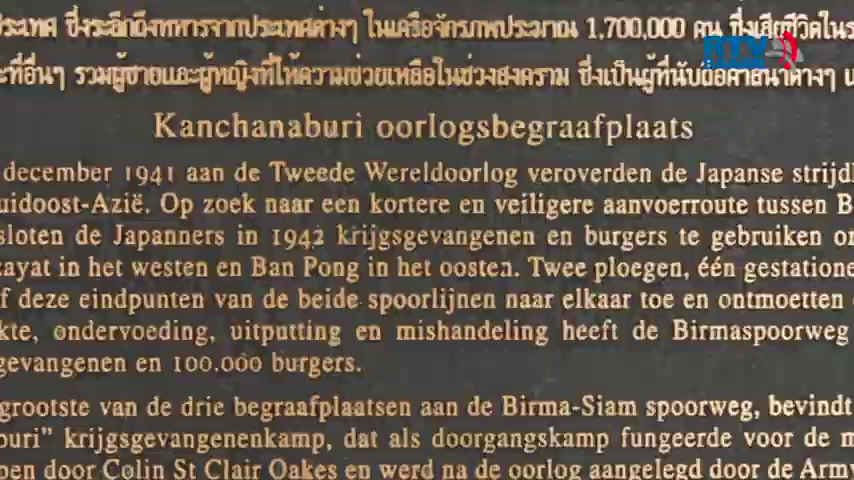 ประเทศ ซึ่งระลึกถึงทหารจากประเทศต่างๆ ในเครือจักรภพประมาณ 1,700,000 คน ซึ่งเสียชีวิตใน
ที่อื่นๆ รวมผู้ชายและผู้หญิงที่ให้ความช่วยเหลือในช่วงสงคราม ซึ่งเป็นผู้ที่นับถือศาสนาต่างๆ
Kanchanaburi oorlogsbegraafplaats
december 1941 aan de Tweede Wereldoorlog veroverden de Japanse strijd
uidoost-Azië. Op zoek naar een kortere en veiligere aanvoerroute tussen B
sloten de Japanners in 1942 krijgsgevangenen en burgers te gebruiken o
ayat in het westen en Ban Pong in het oosten. Twee ploegen, één gestatione
f deze eindpunten van de beide spoorlijnen naar elkaar toe en ontmoetten
kte, ondervoeding, uitputting en mishandeling heeft de Birmaspoorweg
gevangenen en 100.000 burgers.
grootste van de drie begraafplaatsen aan de Birma-Siam spoorweg, bevindt
buri” krijgsgevangenenkamp, dat als doorgangskamp fungeerde voor de m
pen door Colin St Clair Oakes en werd na de oorlog aangelegd door de Army